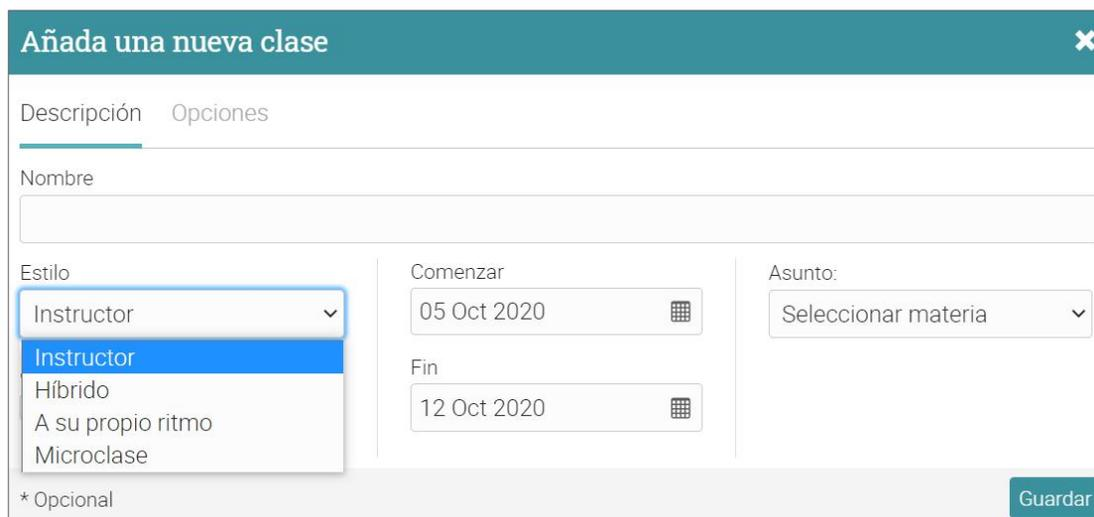 Añada una nueva clase
Descripción Opciones
Nombre
Estilo
Instructor
Instructor
Híbrido
A su propio ritmo
Microclase
Comenzar
05 Oct 2020
Fin
12 Oct 2020
Asunto:
Seleccionar materia
* Opcional
Guardar